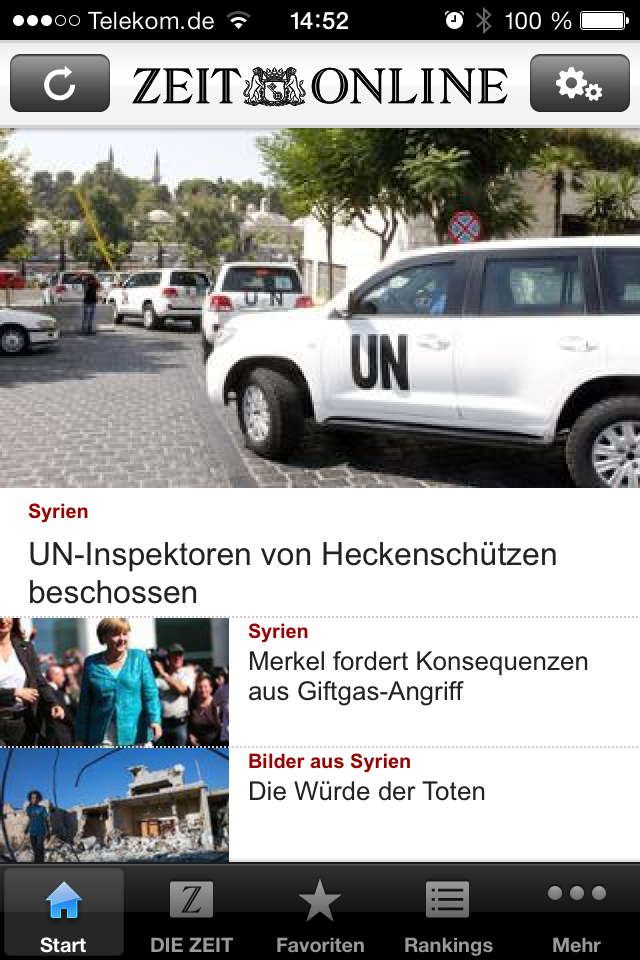 Telekom.de 14:52 100 %
ZEIT ONLINE
UN
UN
Syrien
UN-Inspektoren von Heckenschützen
beschossen
Syrien
Merkel fordert Konsequenzen
aus Giftgas-Angriff
Bilder aus Syrien
Die Würde der Toten
Z
Start DIE ZEIT Favoriten Rankings Mehr